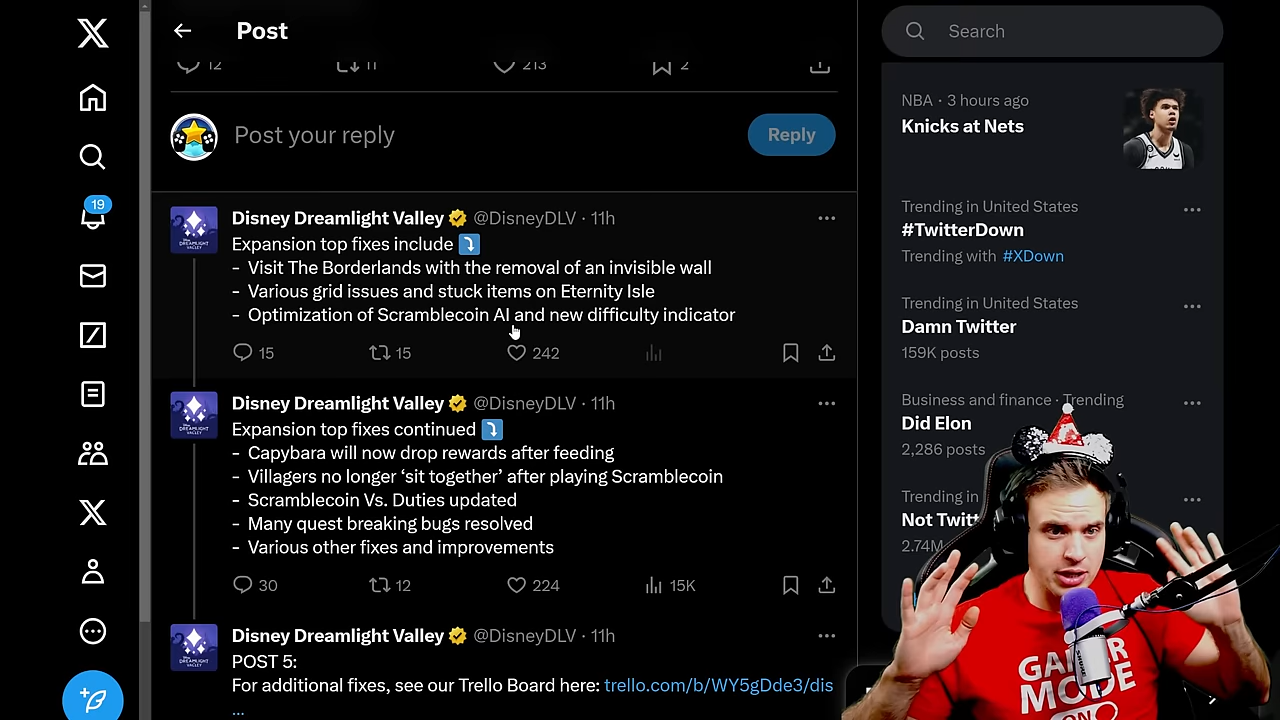 Post
Search
12
11
213
2
Post your reply
Reply
19
Disney Dreamlight Valley @DisneyDLV · 11h
Expansion top fixes include
- Visit The Borderlands with the removal of an invisible wall
- Various grid issues and stuck items on Eternity Isle
- Optimization of Scramblecoin AI and new difficulty indicator
15
15
242
Disney Dreamlight Valley @DisneyDLV · 11h
Expansion top fixes continued
- Capybara will now drop rewards after feeding
- Villagers no longer ‘sit together’ after playing Scramblecoin
- Scramblecoin Vs. Duties updated
- Many quest breaking bugs resolved
- Various other fixes and improvements
30
12
224
15K
Disney Dreamlight Valley @DisneyDLV · 11h
POST 5:
For additional fixes, see our Trello Board here: trello.com/b/WY5gDde3/dis
…
NBA · 3 hours ago
Knicks at Nets
Trending in United States
#TwitterDown
Trending with #XDown
Trending in United States
Damn Twitter
159K posts
Business and finance · Trending
Did Elon
2,286 posts
Trending in
Not Twitt
2.74M
GAMER
MODE
ON